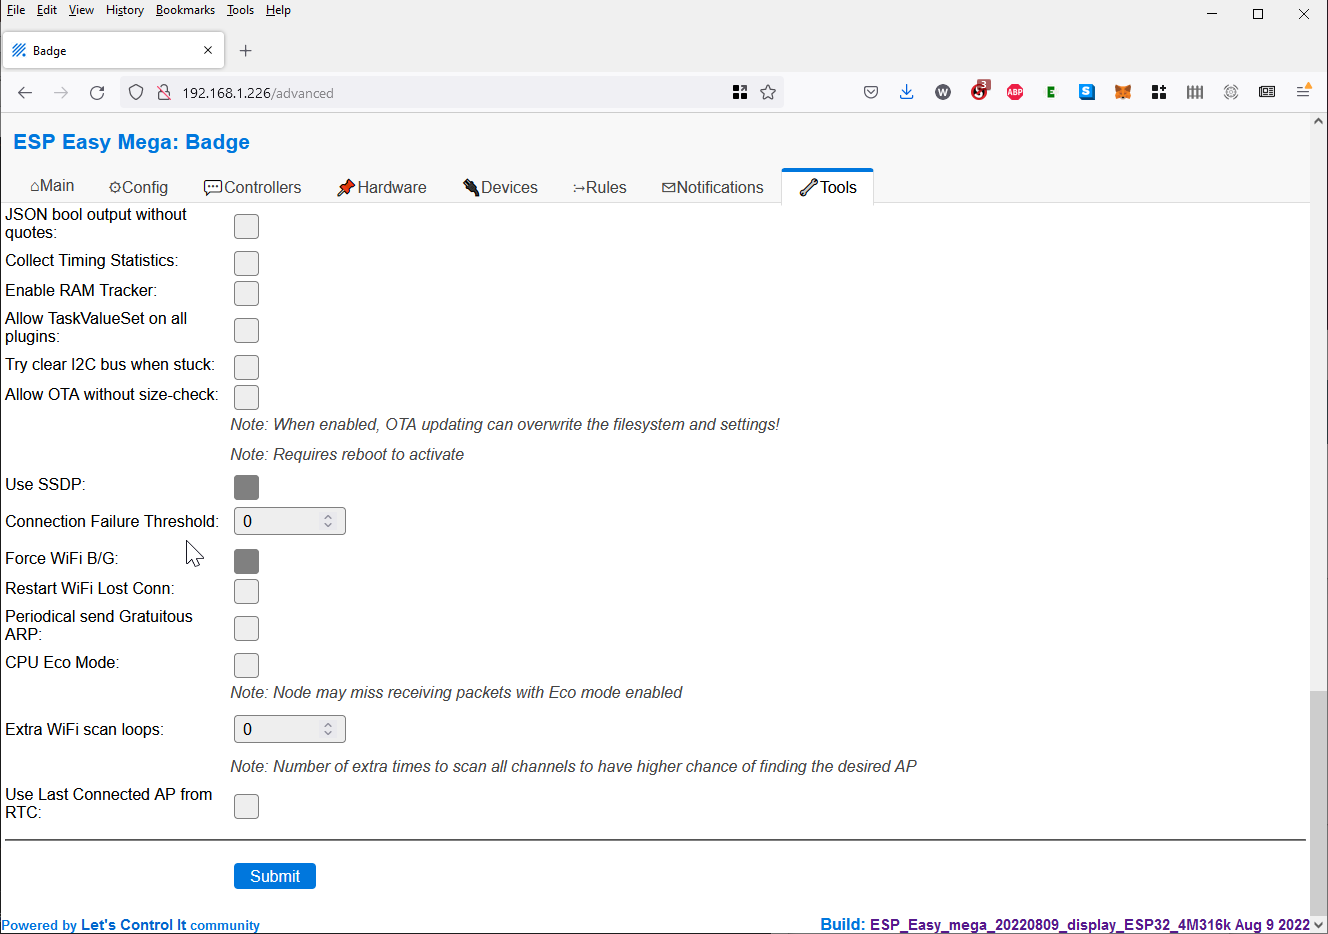 File Edit View History Bookmarks Tools Help
Badge
192.168.1.226/advanced
W 3 ABP E S
ESP Easy Mega: Badge
Main Config Controllers Hardware Devices Rules Notifications Tools
JSON bool output without
quotes:
Collect Timing Statistics:
Enable RAM Tracker:
Allow TaskValueSet on all
plugins:
Try clear I2C bus when stuck:
Allow OTA without size-check:
Note: When enabled, OTA updating can overwrite the filesystem and settings!
Note: Requires reboot to activate
Use SSDP:
Connection Failure Threshold: 0
Force WiFi B/G:
Restart WiFi Lost Conn:
Periodical send Gratuitous
ARP:
CPU Eco Mode:
Note: Node may miss receiving packets with Eco mode enabled
Extra WiFi scan loops: 0
Note: Number of extra times to scan all channels to have higher chance of finding the desired AP
Use Last Connected AP from
RTC:
Submit
Powered by Let's Control It community
Build: ESP_Easy_mega_20220809_display_ESP32_4M316k Aug 9 2022